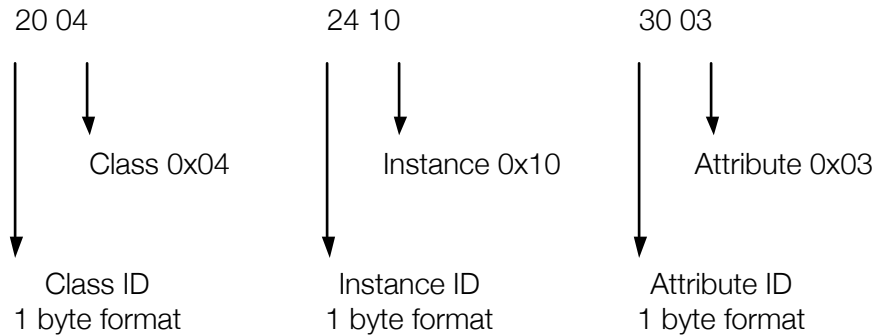 20 04
24 10
30 03
Class 0x04
Instance 0x10
Attribute 0x03
Class ID
1 byte format
Instance ID
1 byte format
Attribute ID
1 byte format